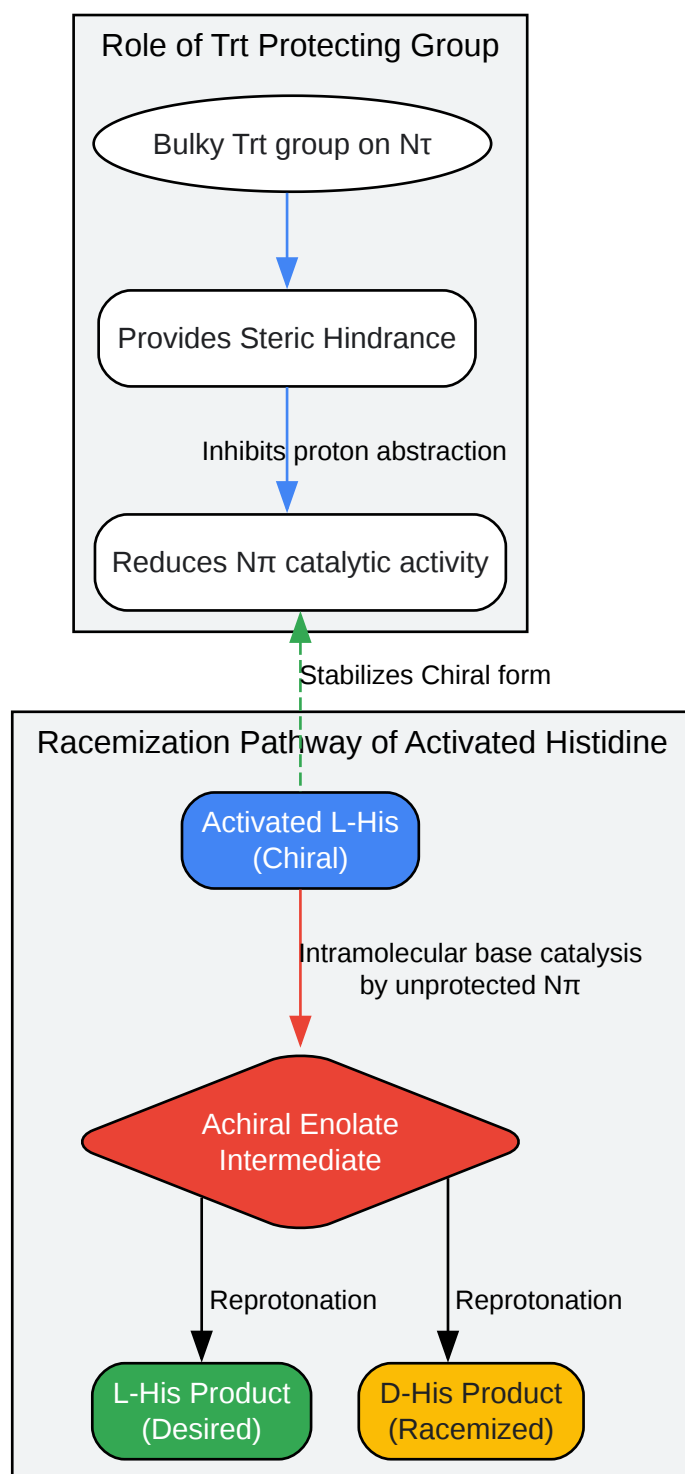 Role of Trt Protecting Group
Bulky Trt group on Nτ
Provides Steric Hindrance
Inhibits proton abstraction
Reduces Nπ catalytic activity
Stabilizes Chiral form
Racemization Pathway of Activated Histidine
Activated L-His
(Chiral)
Intramolecular base catalysis
by unprotected Nπ
Achiral Enolate
Intermediate
Reprotonation
Reprotonation
L-His Product
(Desired)
D-His Product
(Racemized)